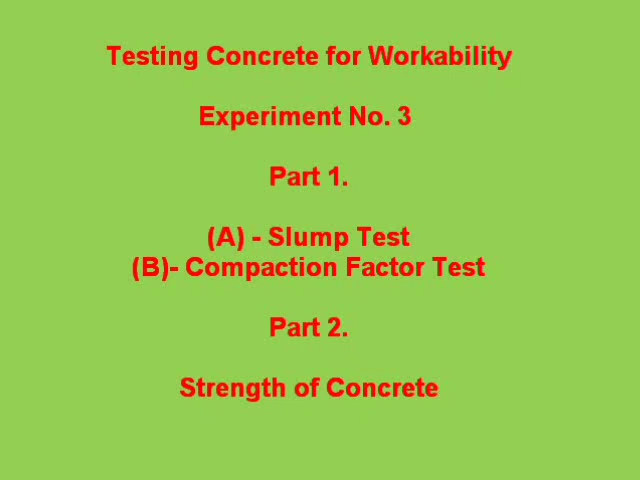 Testing Concrete for Workability
Experiment No. 3
Part 1.
(A) - Slump Test
(B)- Compaction Factor Test
Part 2.
Strength of Concrete